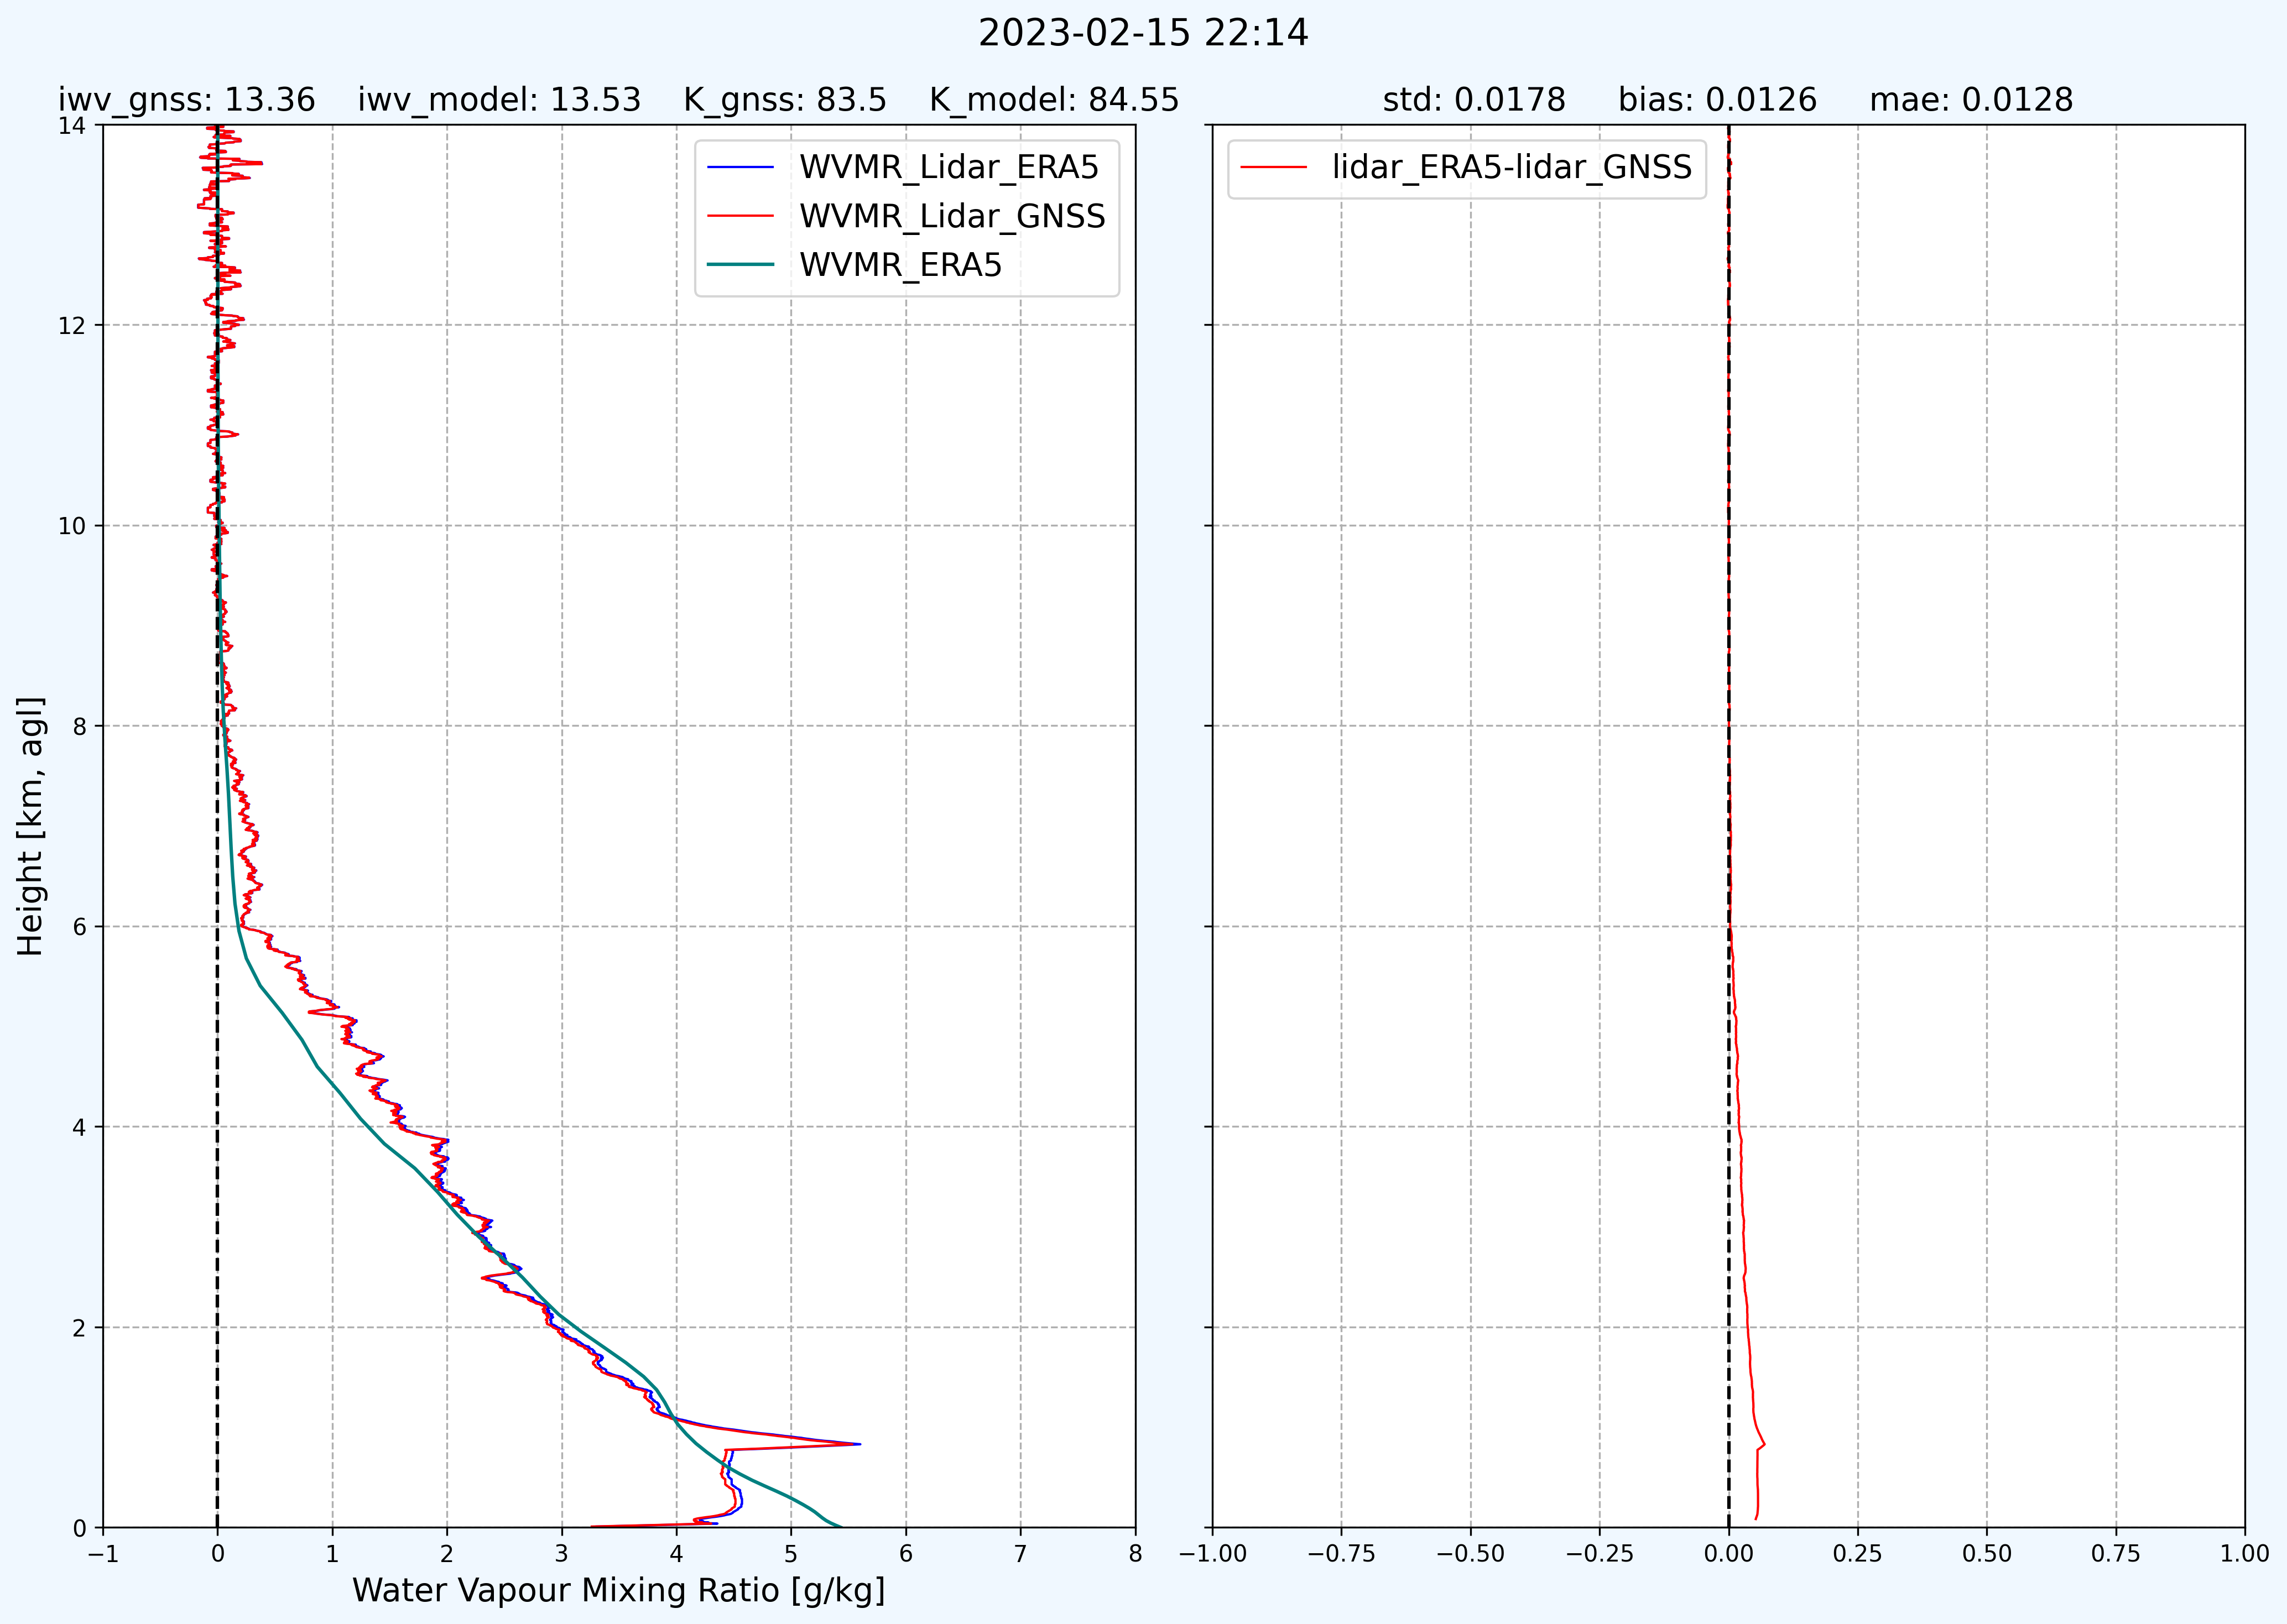 2023-02-15 22:14
iwv_gnss: 13.36 iwv_model: 13.53 K_gnss: 83.5 K_model: 84.55
std: 0.0178 bias: 0.0126 mae: 0.0128
WVMR_Lidar_ERA5
WVMR_Lidar_GNSS
WVMR_ERA5
lidar_ERA5-lidar_GNSS
Height [km, agl]
14
12
10
8
6
4
2
0
−1 0 1 2 3 4 5 6 7 8
Water Vapour Mixing Ratio [g/kg]
−1.00 −0.75 −0.50 −0.25 0.00 0.25 0.50 0.75 1.00